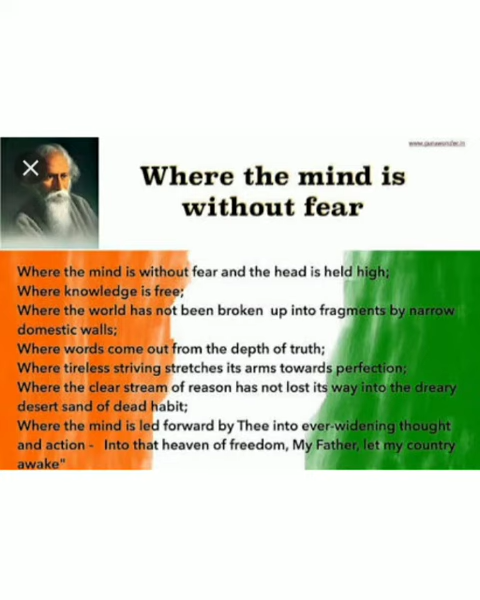 Where the mind is
without fear
Where the mind is without fear and the head is held high;
Where knowledge is free;
Where the world has not been broken up into fragments by narrow
domestic walls;
Where words come out from the depth of truth;
Where tireless striving stretches its arms towards perfection;
Where the clear stream of reason has not lost its way into the dreary
desert sand of dead habit;
Where the mind is led forward by Thee into ever-widening thought
and action - Into that heaven of freedom, My Father, let my country
awake"